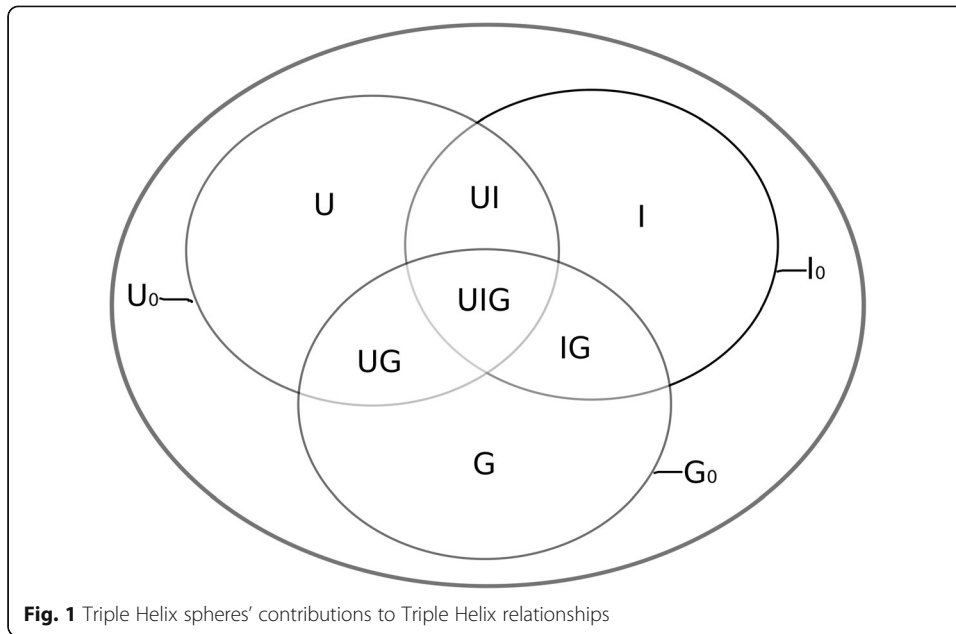 U
UI
I
U₀
I₀
UIG
UG
IG
G
G₀
Fig. 1 Triple Helix spheres' contributions to Triple Helix relationships